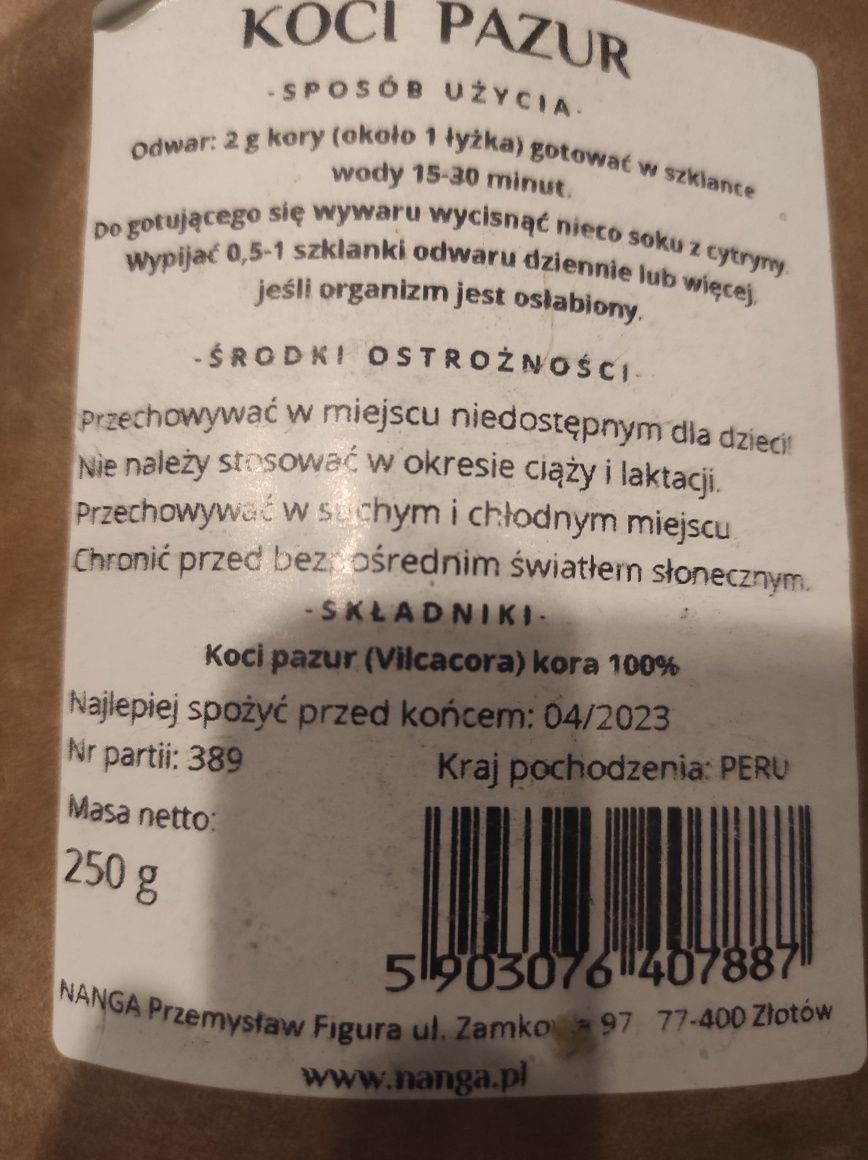 KOCI PAZUR
-SPOSÓB UŻYCIA-
Odwar: 2 g kory (około 1 łyżka) gotować w szklance
wody 15-30 minut.
Do gotującego się wywaru wycisnąć nieco soku z cytryny.
Wypijać 0,5-1 szklanki odwaru dziennie lub więcej,
jeśli organizm jest osłabiony.
-ŚRODKI OSTROŻNOŚCI-
Przechowywać w miejscu niedostępnym dla dzieci!
Nie należy stosować w okresie ciąży i laktacji.
Przechowywać w suchym i chłodnym miejscu.
Chronić przed bezpośrednim światłem słonecznym.
-SKŁADNIKI-
Koci pazur (Vilcacora) kora 100%
Najlepiej spożyć przed końcem: 04/2023
Nr partii: 389
Kraj pochodzenia: PERU
Masa netto:
250 g
5 903076 407887
NANGA Przemysław Figura ul. Zamkowa 97 77-400 Złotów
www.nanga.pl